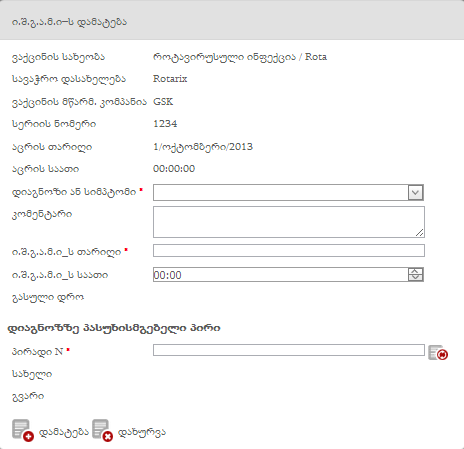 ი.შ.გ.ა.მ.ი–ს დამატება
ვაქცინის სახეობა როტავირუსული ინფექცია / Rota
სავაჭრო დასახელება Rotarix
ვაქცინის მწარმ. კომპანია GSK
სერიის ნომერი 1234
აცრის თარიღი 1/ოქტომბერი/2013
აცრის საათი 00:00:00
დიაგნოზი ან სიმპტომი *
კომენტარი
ი.შ.გ.ა.მ.ი_ს თარიღი *
ი.შ.გ.ა.მ.ი_ს საათი 00:00
გასული დრო
დიაგნოზზე პასუხისმგებელი პირი
პირადი N *
სახელი
გვარი
დამატება დახურვა